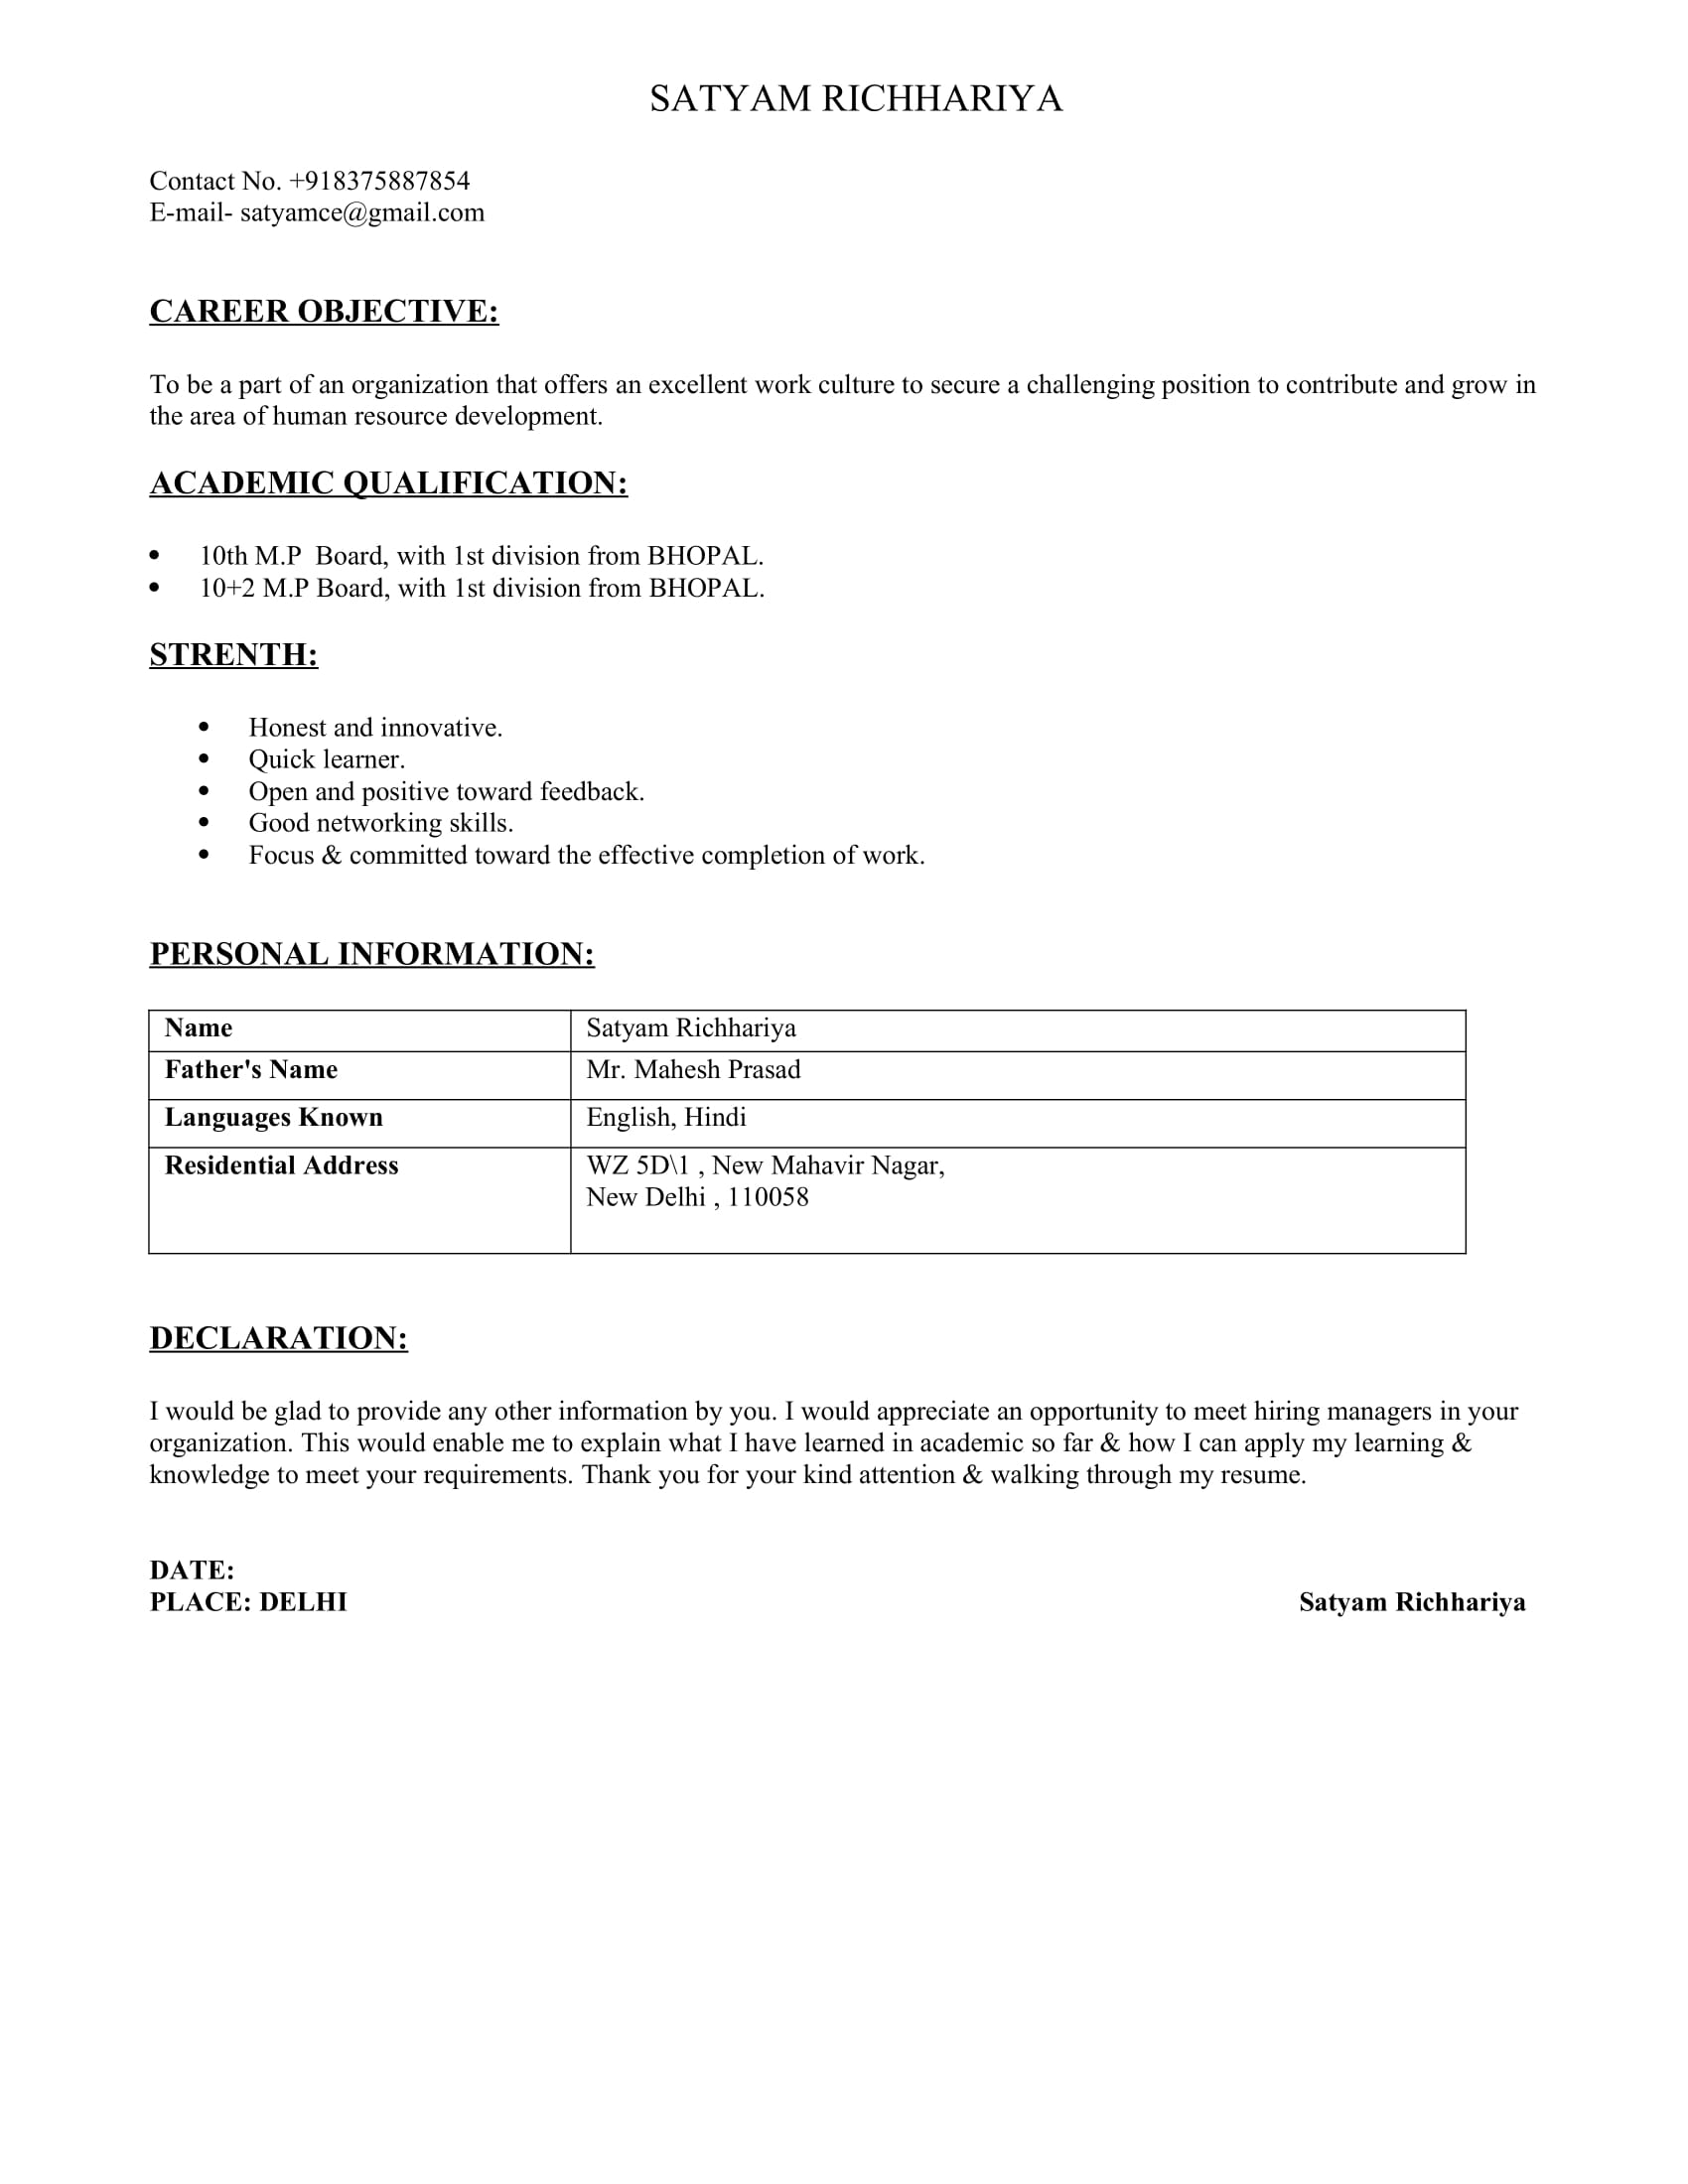 SATYAM RICHHARIYA
Contact No. +918375887854
E-mail- satyamce@gmail.com
CAREER OBJECTIVE:
To be a part of an organization that offers an excellent work culture to secure a challenging position to contribute and grow in
the area of human resource development.
ACADEMIC QUALIFICATION:
• 10th M.P  Board, with 1st division from BHOPAL.
• 10+2 M.P Board, with 1st division from BHOPAL.
STRENTH:
• Honest and innovative.
• Quick learner.
• Open and positive toward feedback.
• Good networking skills.
• Focus & committed toward the effective completion of work.
PERSONAL INFORMATION:
Name Satyam Richhariya
Father's Name Mr. Mahesh Prasad
Languages Known English, Hindi
Residential Address WZ 5D\1 , New Mahavir Nagar,
New Delhi , 110058
DECLARATION:
I would be glad to provide any other information by you. I would appreciate an opportunity to meet hiring managers in your
organization. This would enable me to explain what I have learned in academic so far & how I can apply my learning &
knowledge to meet your requirements. Thank you for your kind attention & walking through my resume.
DATE:
PLACE: DELHI Satyam Richhariya